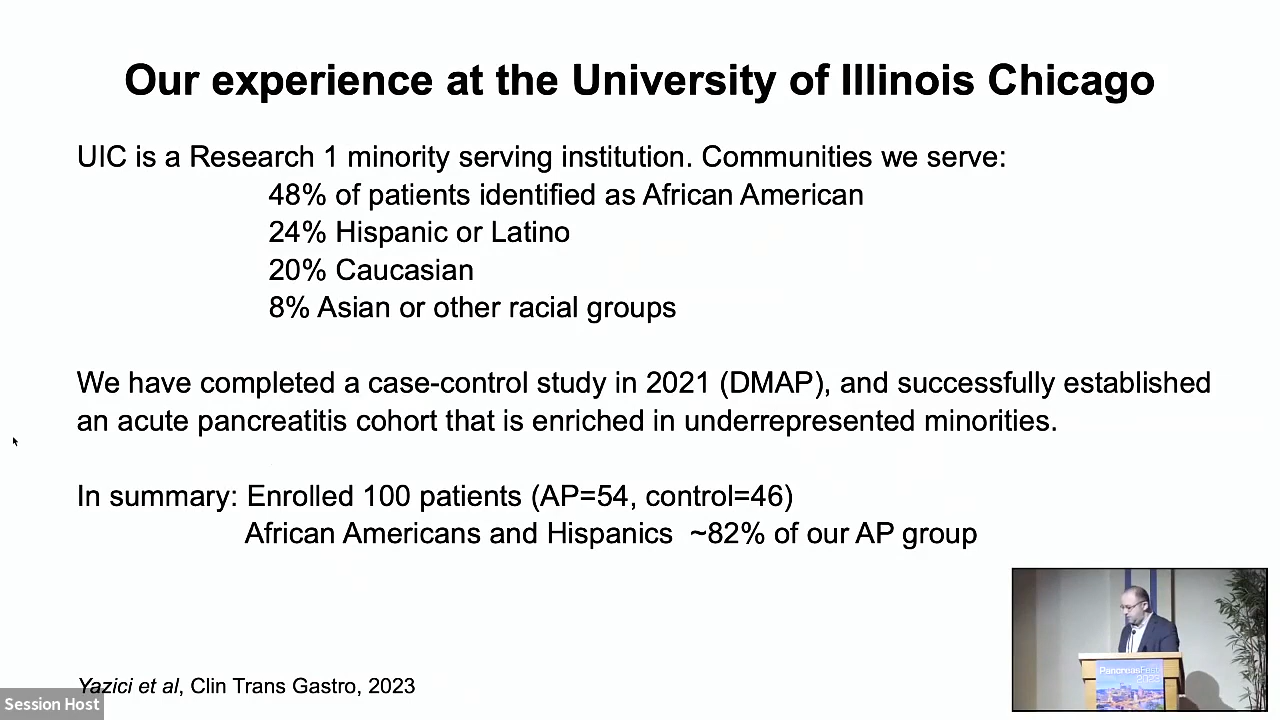 Our experience at the University of Illinois Chicago
UIC is a Research 1 minority serving institution. Communities we serve:
48% of patients identified as African American
24% Hispanic or Latino
20% Caucasian
8% Asian or other racial groups
We have completed a case-control study in 2021 (DMAP), and successfully established
an acute pancreatitis cohort that is enriched in underrepresented minorities.
In summary: Enrolled 100 patients (AP=54, control=46)
African Americans and Hispanics ~82% of our AP group
PancreasFest
2023
Yazici et al, Clin Trans Gastro, 2023
Session Host